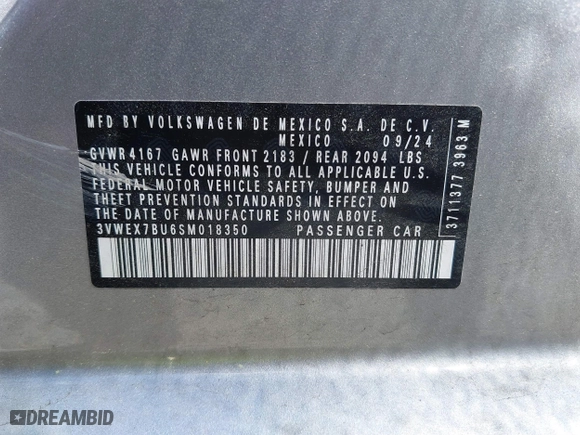 MFD BY VOLKSWAGEN DE MEXICO S.A. DE C.V.
MEXICO 09/24
GVWR 4167 GAWR FRONT 2183 / REAR 2094 LBS
THIS VEHICLE CONFORMS TO ALL APPLICABLE U.S.
FEDERAL MOTOR VEHICLE SAFETY, BUMPER AND
THEFT PREVENTION STANDARDS IN EFFECT ON
THE DATE OF MANUFACTURE SHOWN ABOVE.
3VWEX7BU6SM018350 PASSENGER CAR
3711377 3963 M
DREAMBID